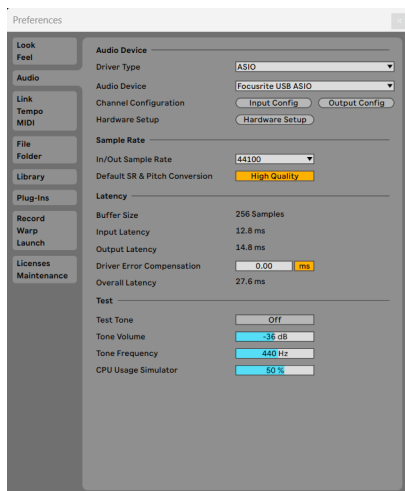 Preferences
Look
Feel
Audio
Link
Tempo
MIDI
File
Folder
Library
Plug-Ins
Record
Warp
Launch
Licenses
Maintenance
Audio Device
Driver Type ASIO
Audio Device Focusrite USB ASIO
Channel Configuration Input Config Output Config
Hardware Setup Hardware Setup
Sample Rate
In/Out Sample Rate 44100
Default SR & Pitch Conversion High Quality
Latency
Buffer Size 256 Samples
Input Latency 12.8 ms
Output Latency 14.8 ms
Driver Error Compensation 0.00 ms
Overall Latency 27.6 ms
Test
Test Tone Off
Tone Volume -36 dB
Tone Frequency 440 Hz
CPU Usage Simulator 50 %